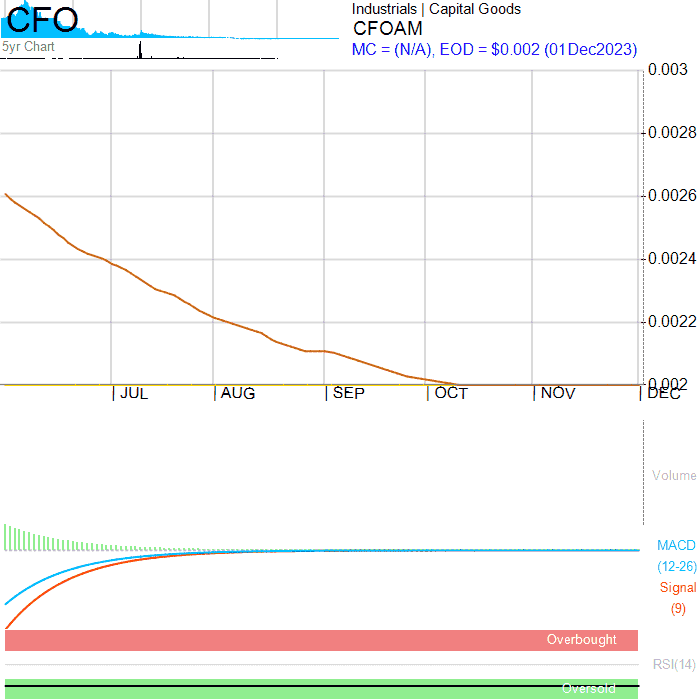 CFO
5yr Chart
Industrials | Capital Goods
CFOAM
MC = (N/A), EOD = $0.002 (01Dec2023)
0.003
0.0028
0.0026
0.0024
0.0022
0.002
JUL AUG SEP OCT NOV DEC
Volume
MACD
(12-26)
Signal
(9)
Overbought
RSI(14)
Oversold